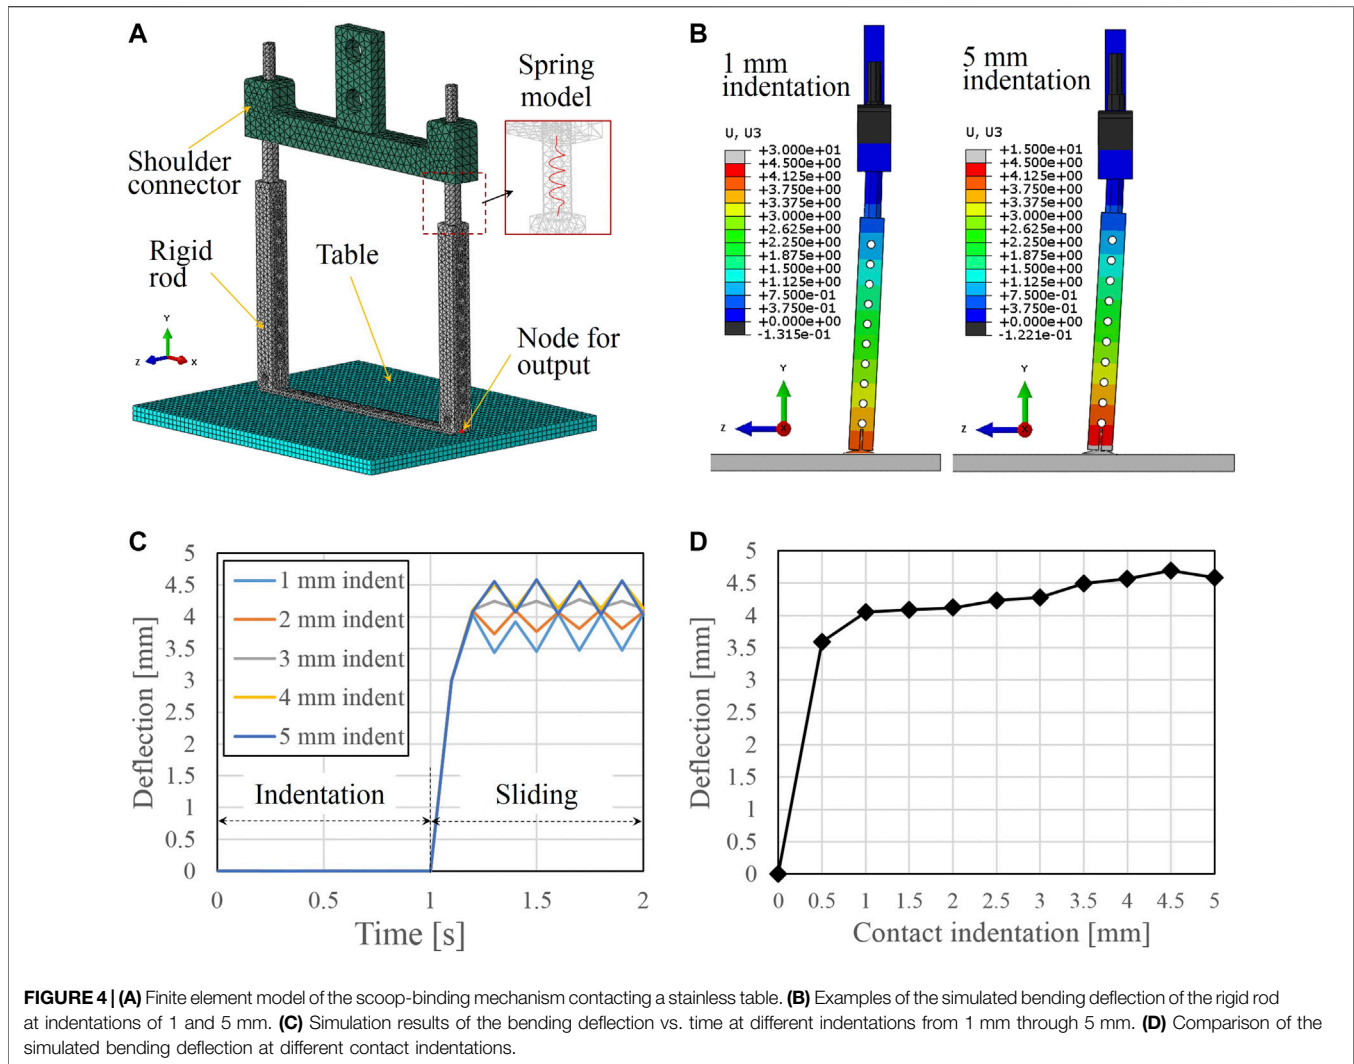 A
Spring
model
Shoulder
connector
Rigid
rod
Table
Node for
output
Y
Z
X
B
1 mm
indentation
U, U3
+3.000e+01
+4.500e+00
+4.125e+00
+3.750e+00
+3.375e+00
+3.000e+00
+2.625e+00
+2.250e+00
+1.875e+00
+1.500e+00
+1.125e+00
+7.500e-01
+3.750e-01
+0.000e+00
-1.315e-01
Y
Z
X
5 mm
indentation
U, U3
+1.500e+01
+4.500e+00
+4.125e+00
+3.750e+00
+3.375e+00
+3.000e+00
+2.625e+00
+2.250e+00
+1.875e+00
+1.500e+00
+1.125e+00
+7.500e-01
+3.750e-01
+0.000e+00
-1.221e-01
Y
Z
X
C
Deflection [mm]
5
4.5
4
3.5
3
2.5
2
1.5
1
0.5
0
1 mm indent
2 mm indent
3 mm indent
4 mm indent
5 mm indent
Indentation
Sliding
0 0.5 1 1.5 2
Time [s]
D
Deflection [mm]
5
4.5
4
3.5
3
2.5
2
1.5
1
0.5
0
0 0.5 1 1.5 2 2.5 3 3.5 4 4.5 5
Contact indentation [mm]
FIGURE 4 | (A) Finite element model of the scoop-binding mechanism contacting a stainless table. (B) Examples of the simulated bending deflection of the rigid rod
at indentations of 1 and 5 mm. (C) Simulation results of the bending deflection vs. time at different indentations from 1 mm through 5 mm. (D) Comparison of the
simulated bending deflection at different contact indentations.